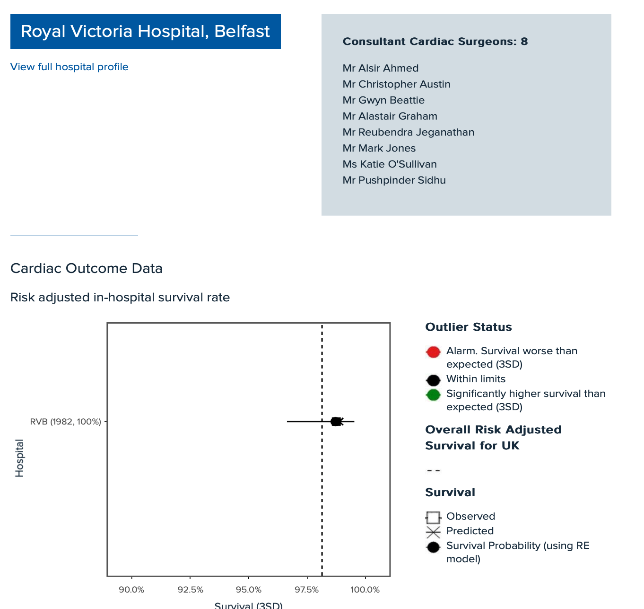 Royal Victoria Hospital, Belfast
View full hospital profile
Consultant Cardiac Surgeons: 8
Mr Alsir Ahmed
Mr Christopher Austin
Mr Gwyn Beattie
Mr Alastair Graham
Mr Reubendra Jeganathan
Mr Mark Jones
Ms Katie O'Sullivan
Mr Pushpinder Sidhu
Cardiac Outcome Data
Risk adjusted in-hospital survival rate
Hospital
RVB (1982, 100%)
90.0%
92.5%
95.0%
97.5%
100.0%
Survival (3SD)
Outlier Status
Alarm. Survival worse than
expected (3SD)
Within limits
Significantly higher survival than
expected (3SD)
Overall Risk Adjusted
Survival for UK
Survival
Observed
Predicted
Survival Probability (using RE
model)